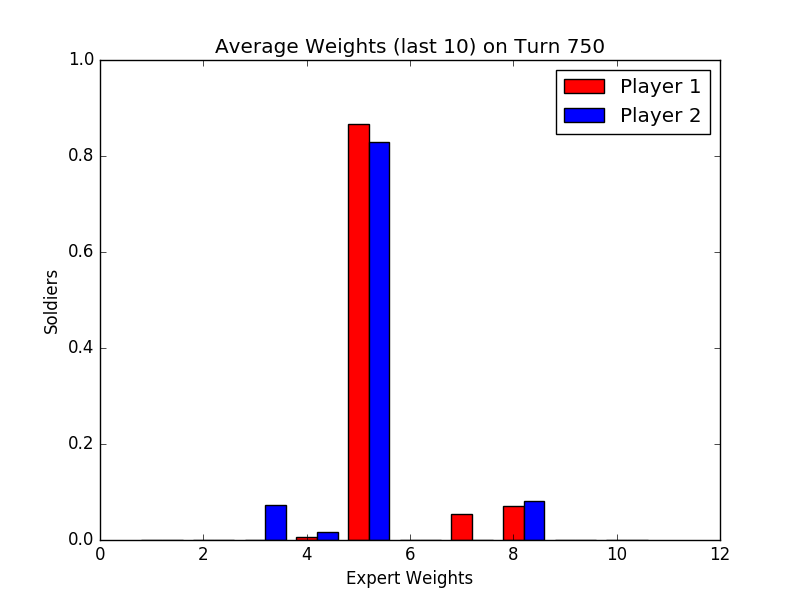 Average Weights (last 10) on Turn 750
Player 1
Player 2
1.0
0.8
0.6
0.4
0.2
0.0
Soldiers
0 2 4 6 8 10 12
Expert Weights